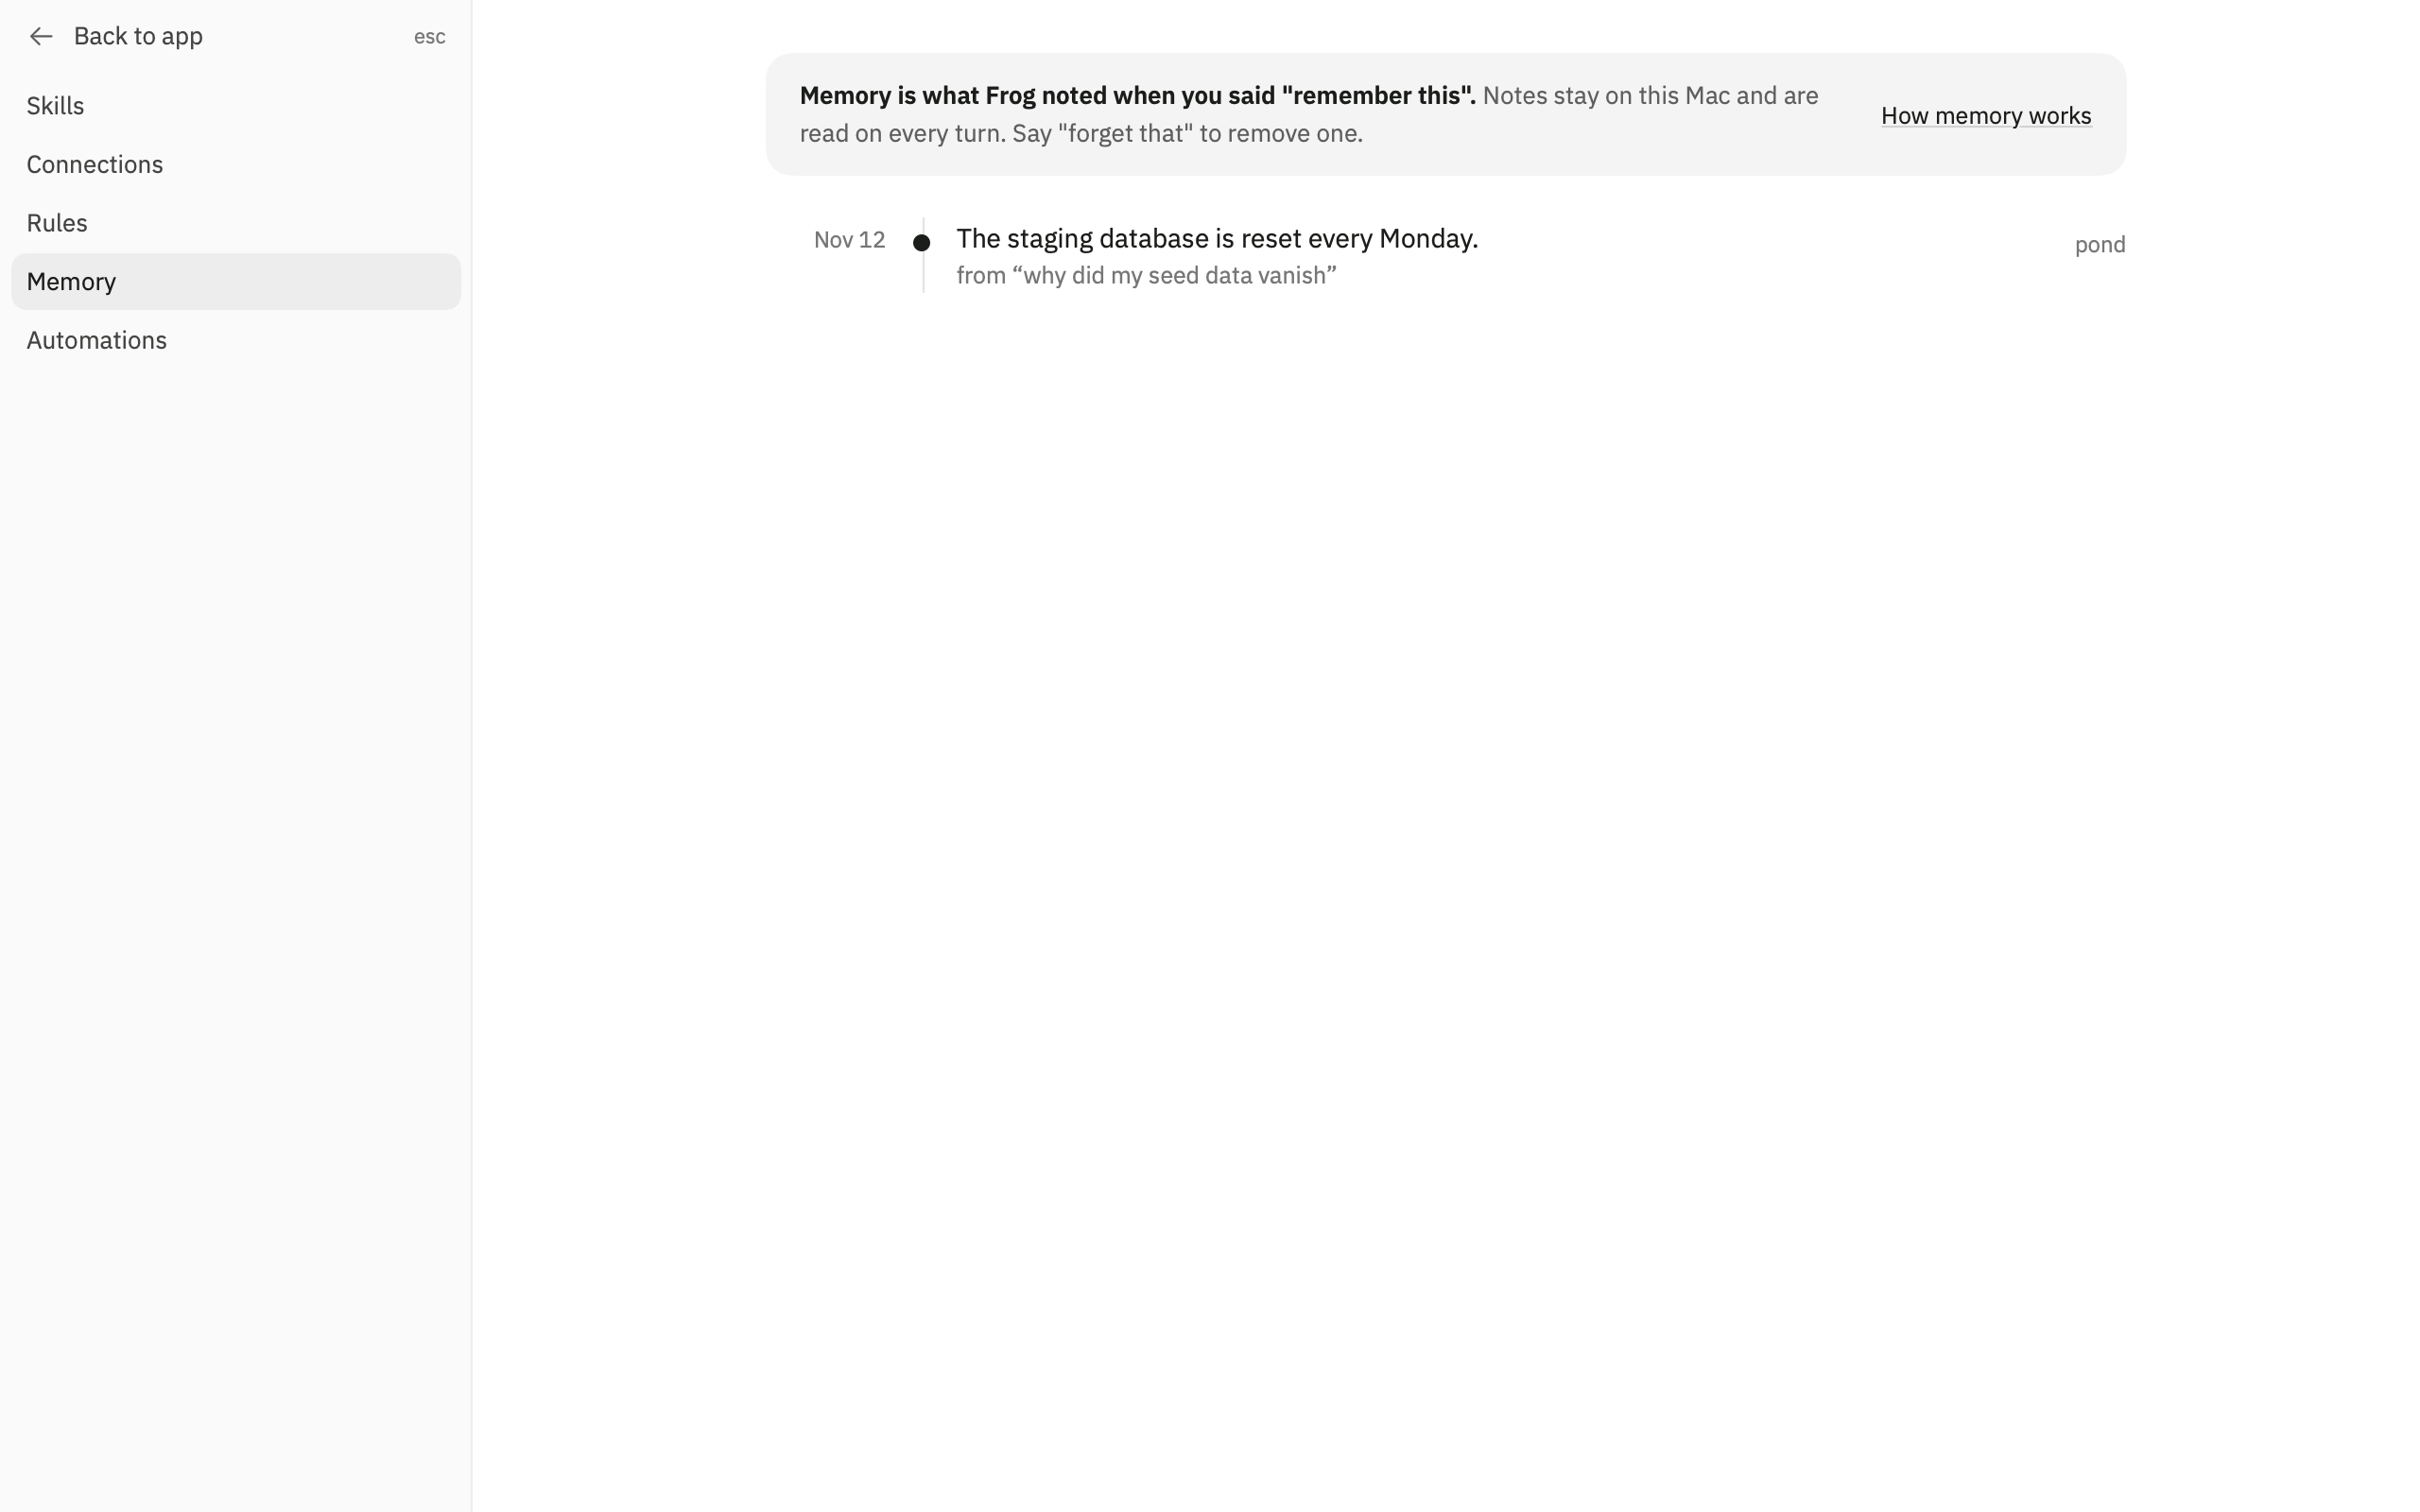 Back to app
esc
Skills
Connections
Rules
Memory
Automations
Memory is what Frog noted when you said "remember this". Notes stay on this Mac and are
read on every turn. Say "forget that" to remove one.
How memory works
Nov 12
The staging database is reset every Monday.
pond
from “why did my seed data vanish”